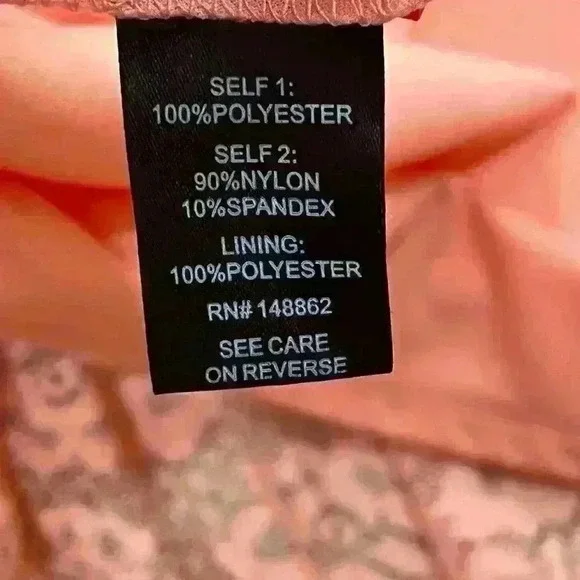 SELF 1:
100%POLYESTER
SELF 2:
90%NYLON
10%SPANDEX
LINING:
100%POLYESTER
RN# 148862
SEE CARE
ON REVERSE